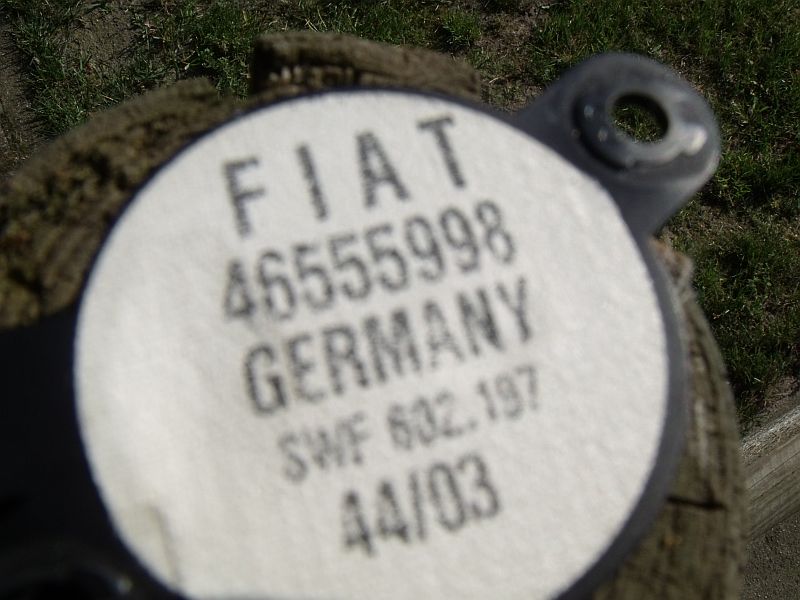 FIAT
46555998
GERMANY
SWF 602.197
44/03